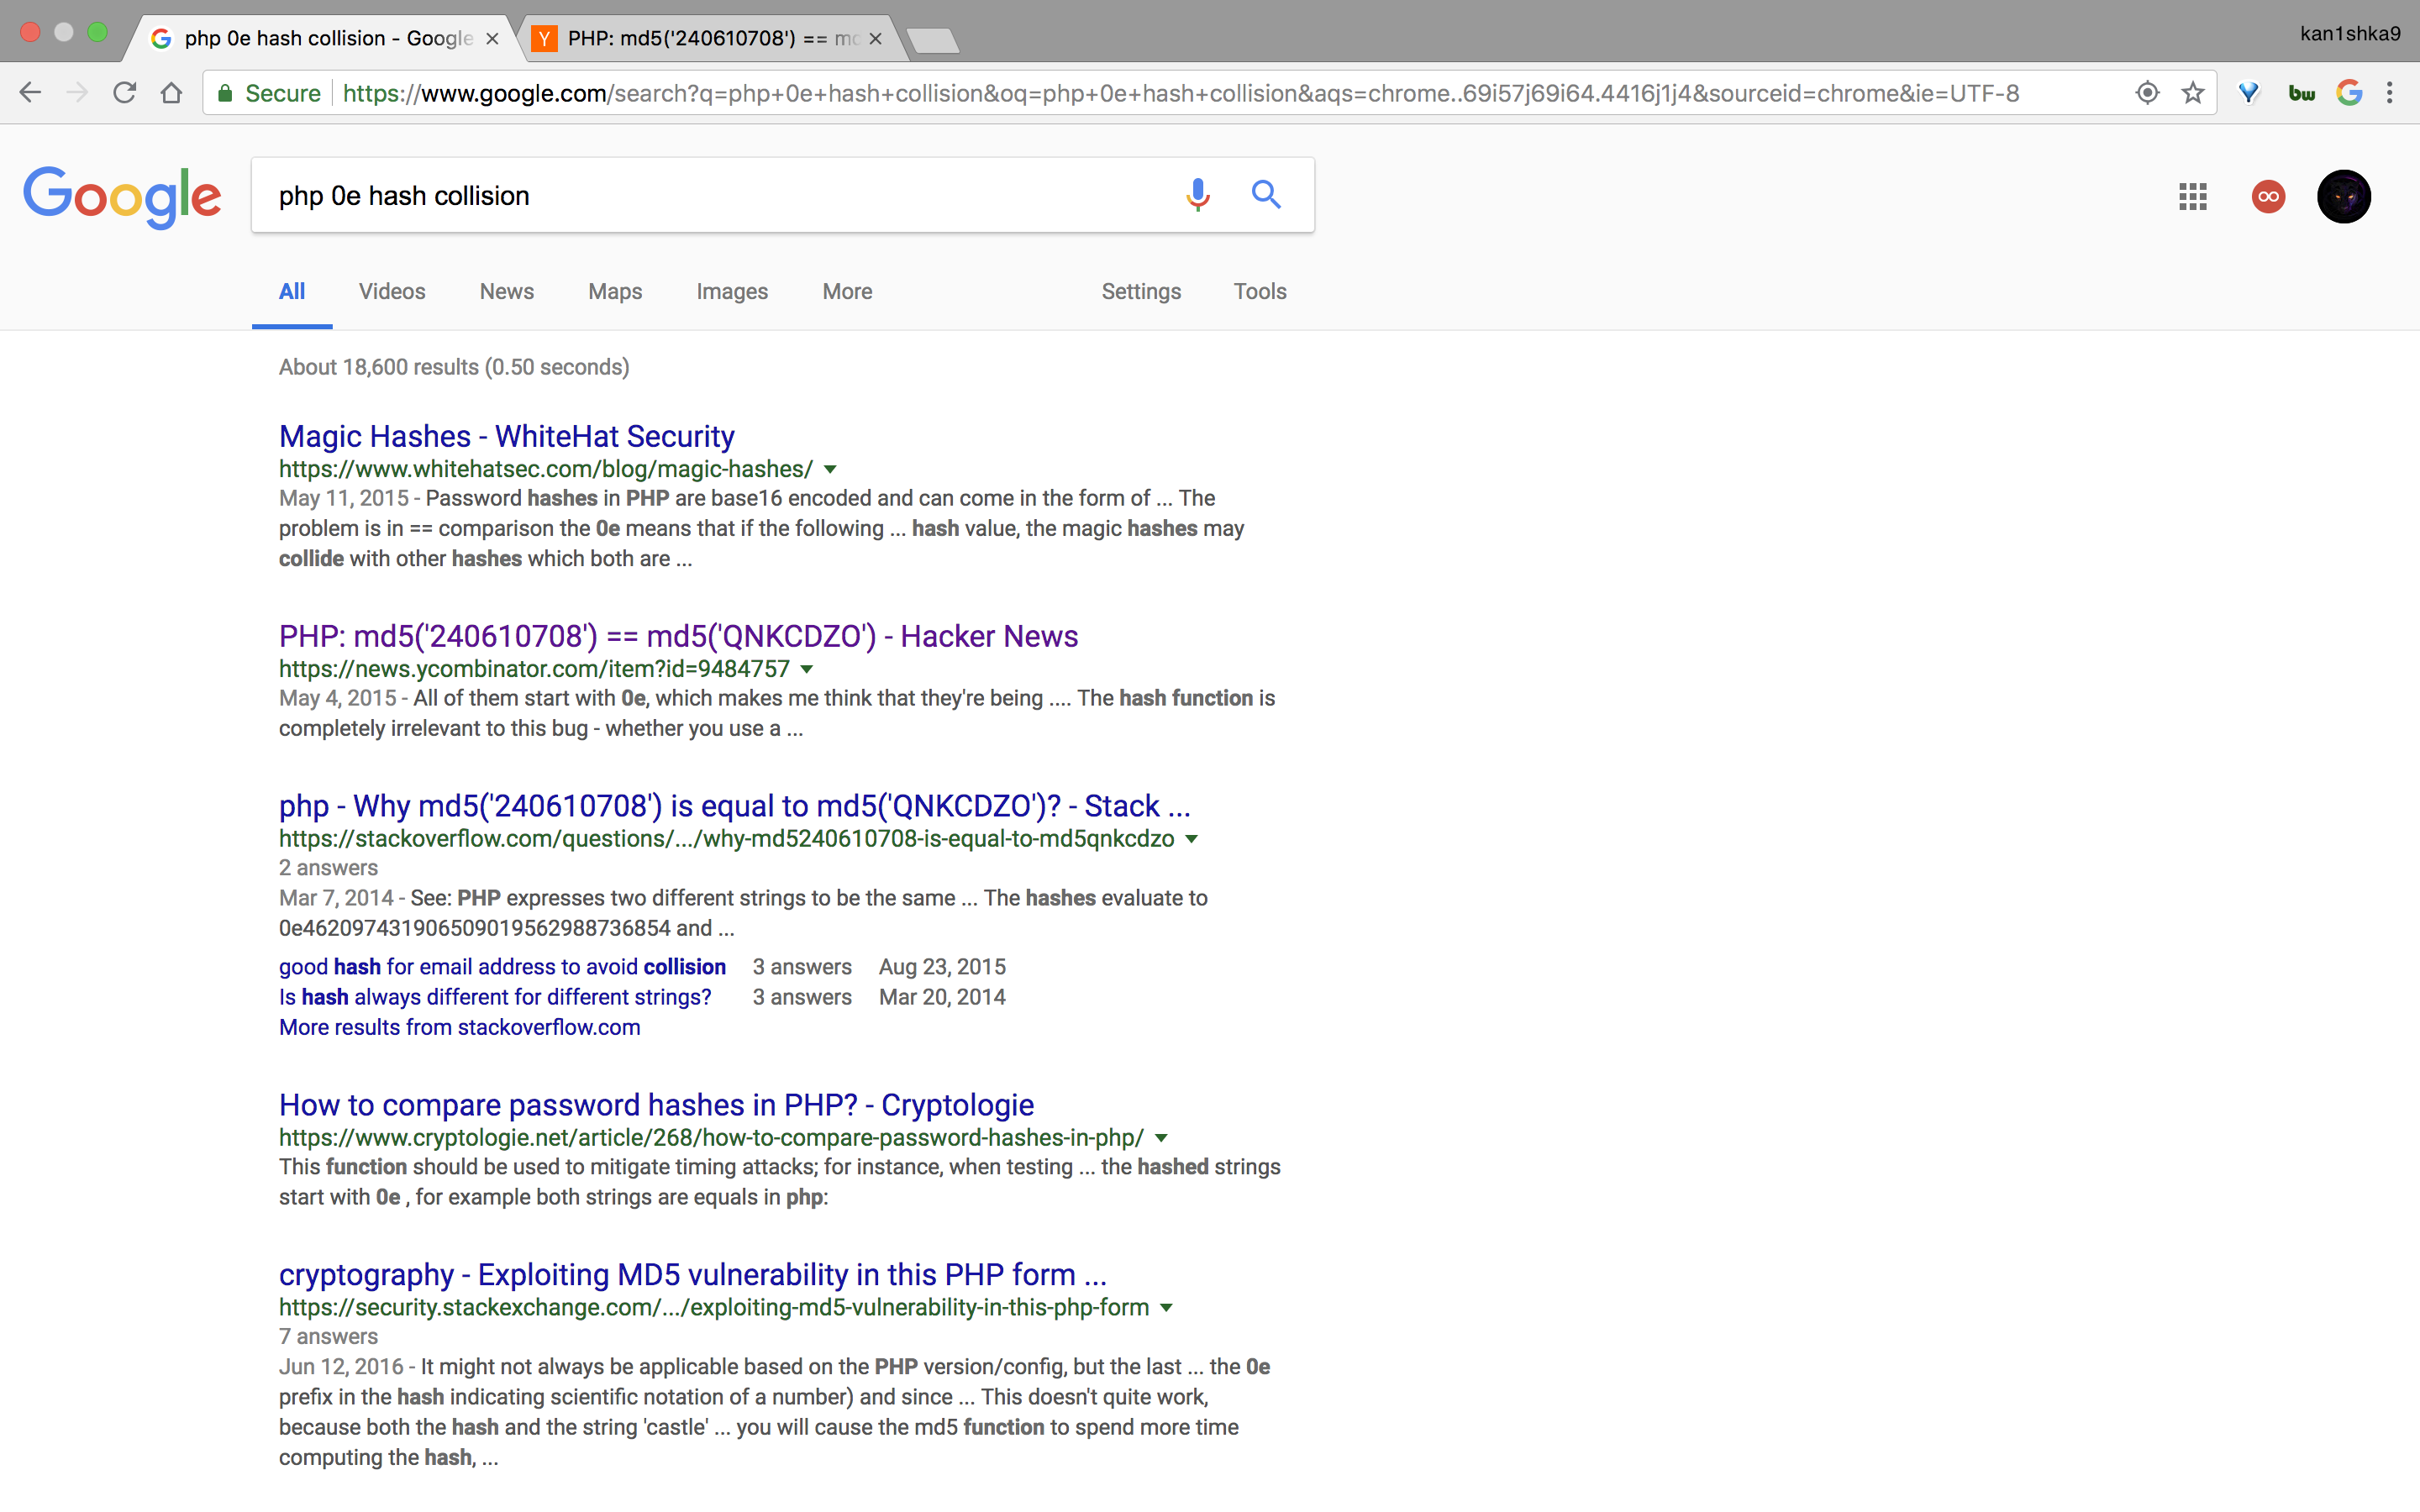 php 0e hash collision - Google
PHP: md5('240610708') == md
kan1shka9
Secure
https://www.google.com/search?q=php+0e+hash+collision&oq=php+0e+hash+collision&aqs=chrome..69i57j69i64.4416j1j4&sourceid=chrome&ie=UTF-8
bw
Google
php 0e hash collision
All Videos News Maps Images More Settings Tools
About 18,600 results (0.50 seconds)
Magic Hashes - WhiteHat Security
https://www.whitehatsec.com/blog/magic-hashes/
May 11, 2015 - Password hashes in PHP are base16 encoded and can come in the form of ... The
problem is in == comparison the 0e means that if the following ... hash value, the magic hashes may
collide with other hashes which both are ...
PHP: md5('240610708') == md5('QNKCDZO') - Hacker News
https://news.ycombinator.com/item?id=9484757
May 4, 2015 - All of them start with 0e, which makes me think that they're being .... The hash function is
completely irrelevant to this bug - whether you use a ...
php - Why md5('240610708') is equal to md5('QNKCDZO')? - Stack ...
https://stackoverflow.com/questions/.../why-md5240610708-is-equal-to-md5qnkcdzo
2 answers
Mar 7, 2014 - See: PHP expresses two different strings to be the same ... The hashes evaluate to
0e462097431906509019562988736854 and ...
good hash for email address to avoid collision 3 answers Aug 23, 2015
Is hash always different for different strings? 3 answers Mar 20, 2014
More results from stackoverflow.com
How to compare password hashes in PHP? - Cryptologie
https://www.cryptologie.net/article/268/how-to-compare-password-hashes-in-php/
This function should be used to mitigate timing attacks; for instance, when testing ... the hashed strings
start with 0e , for example both strings are equals in php:
cryptography - Exploiting MD5 vulnerability in this PHP form ...
https://security.stackexchange.com/.../exploiting-md5-vulnerability-in-this-php-form
7 answers
Jun 12, 2016 - It might not always be applicable based on the PHP version/config, but the last ... the 0e
prefix in the hash indicating scientific notation of a number) and since ... This doesn't quite work,
because both the hash and the string 'castle' ... you will cause the md5 function to spend more time
computing the hash, ...